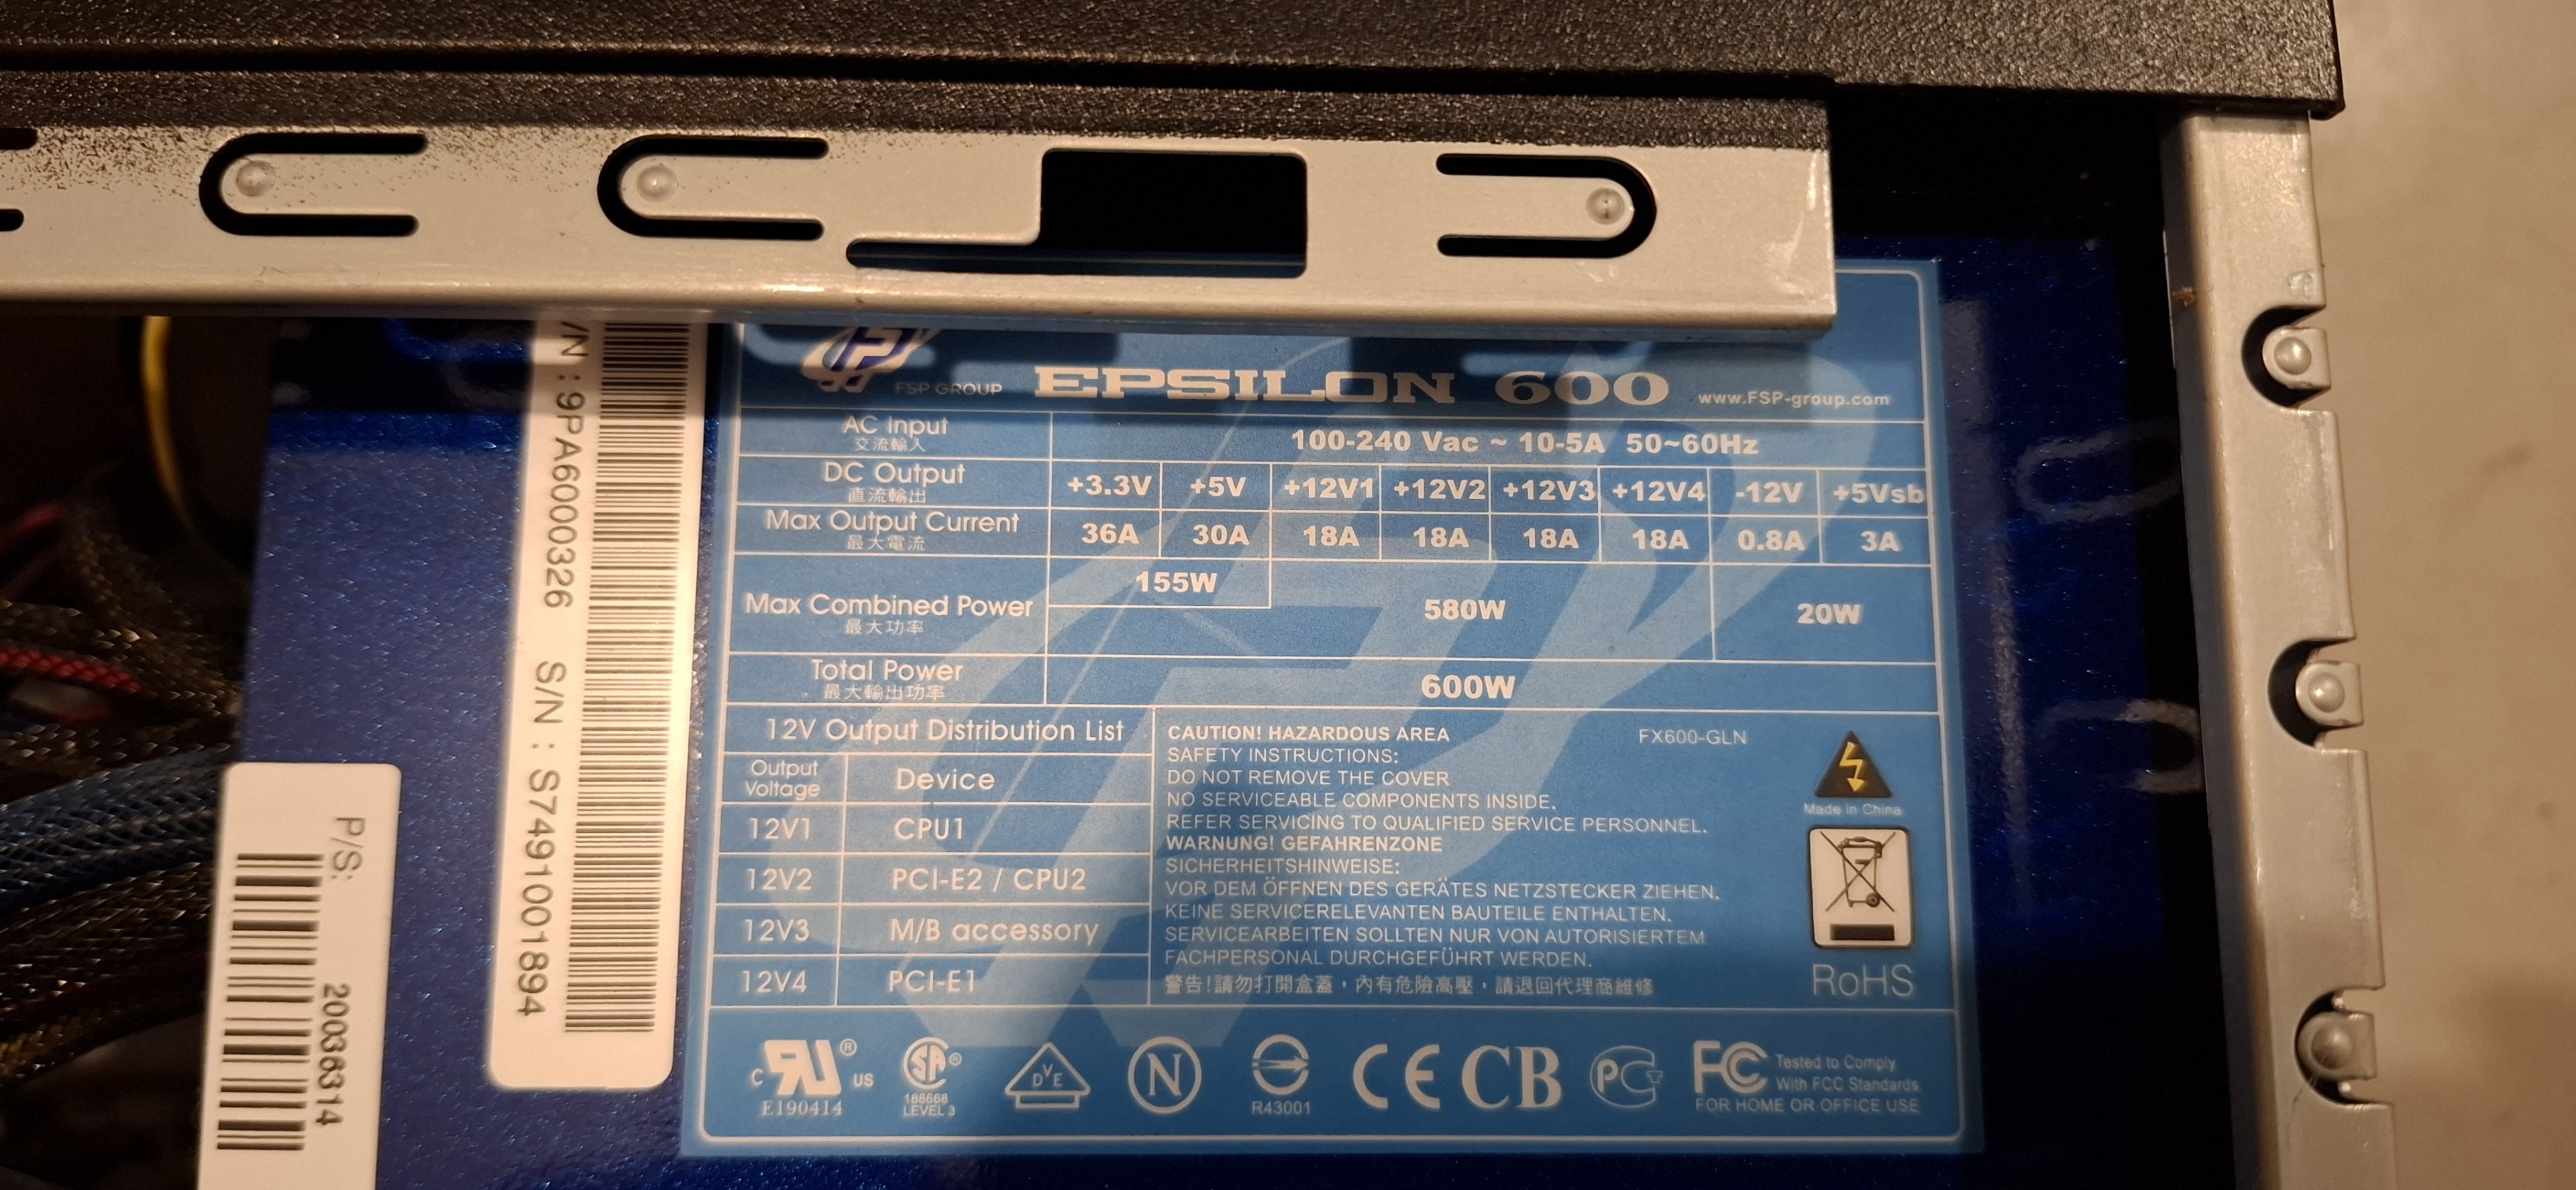 /N : 9PA6000326 S/N : S7491001894
P/S: 2003631​4
FSP GROUP EPSILON 600 www.FSP-group.com
AC Input 100-240 Vac ~ 10-5A 50~60Hz
交流輸入
DC Output +3.3V +5V +12V1 +12V2 +12V3 +12V4 -12V +5Vsb
直流輸出
Max Output Current 36A 30A 18A 18A 18A 18A 0.8A 3A
最大電流
155W
Max Combined Power 580W 20W
最大功率
Total Power 600W
最大輸出功率
12V Output Distribution List
Output Voltage Device
12V1 CPU1
12V2 PCI-E2 / CPU2
12V3 M/B accessory
12V4 PCI-E1
CAUTION! HAZARDOUS AREA FX600-GLN
SAFETY INSTRUCTIONS:
DO NOT REMOVE THE COVER
NO SERVICEABLE COMPONENTS INSIDE.
REFER SERVICING TO QUALIFIED SERVICE PERSONNEL.
WARNUNG! GEFAHRENZONE
SICHERHEITSHINWEISE:
VOR DEM ÖFFNEN DES GERÄTES NETZSTECKER ZIEHEN.
KEINE SERVICERELEVANTEN BAUTEILE ENTHALTEN.
SERVICEARBEITEN SOLLTEN NUR VON AUTORISIERTEM
FACHPERSONAL DURCHGEFÜHRT WERDEN.
警告!請勿打開盒蓋,內有危險高壓,請退回代理商維修
Made in China
RoHS
C RU ® US
E190414
SA ®
188668
LEVEL 3
DVE
N
R43001
CE
CB
PG
FC Tested to Comply
With FCC Standards
FOR HOME OR OFFICE USE